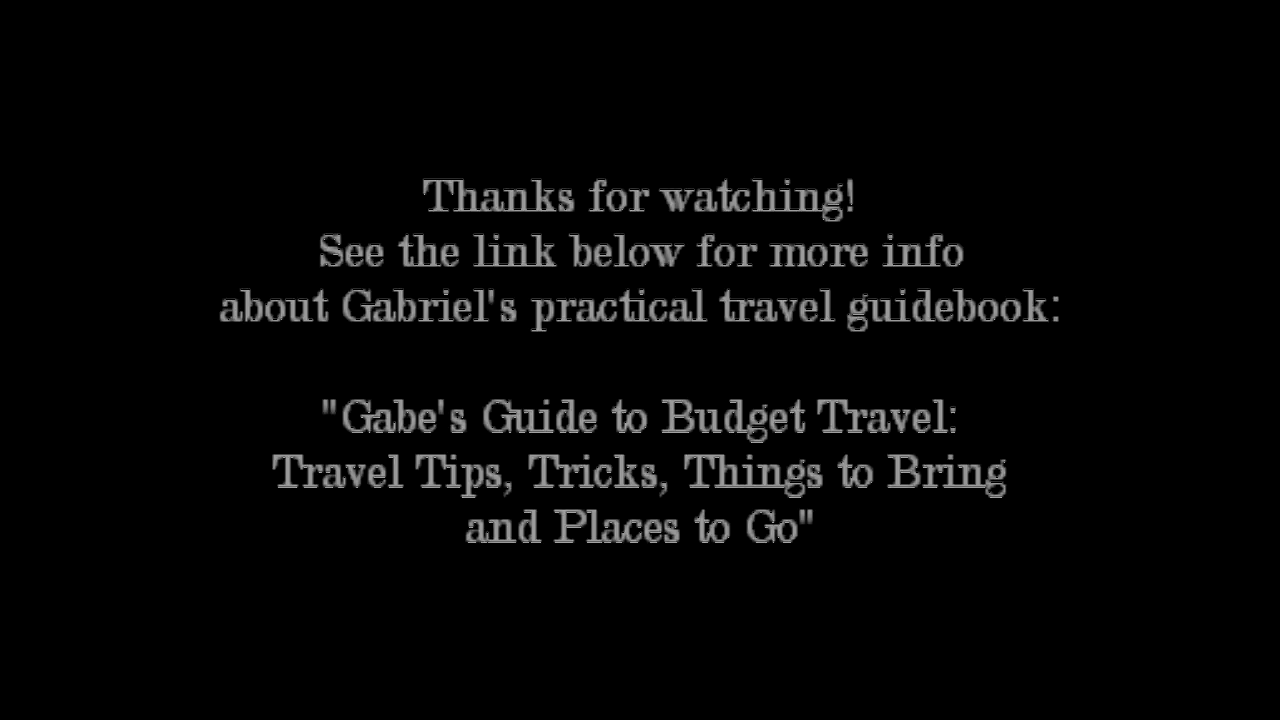 Thanks for watching!
See the link below for more info
about Gabriel's practical travel guidebook:
"Gabe's Guide to Budget Travel:
Travel Tips, Tricks, Things to Bring
and Places to Go"